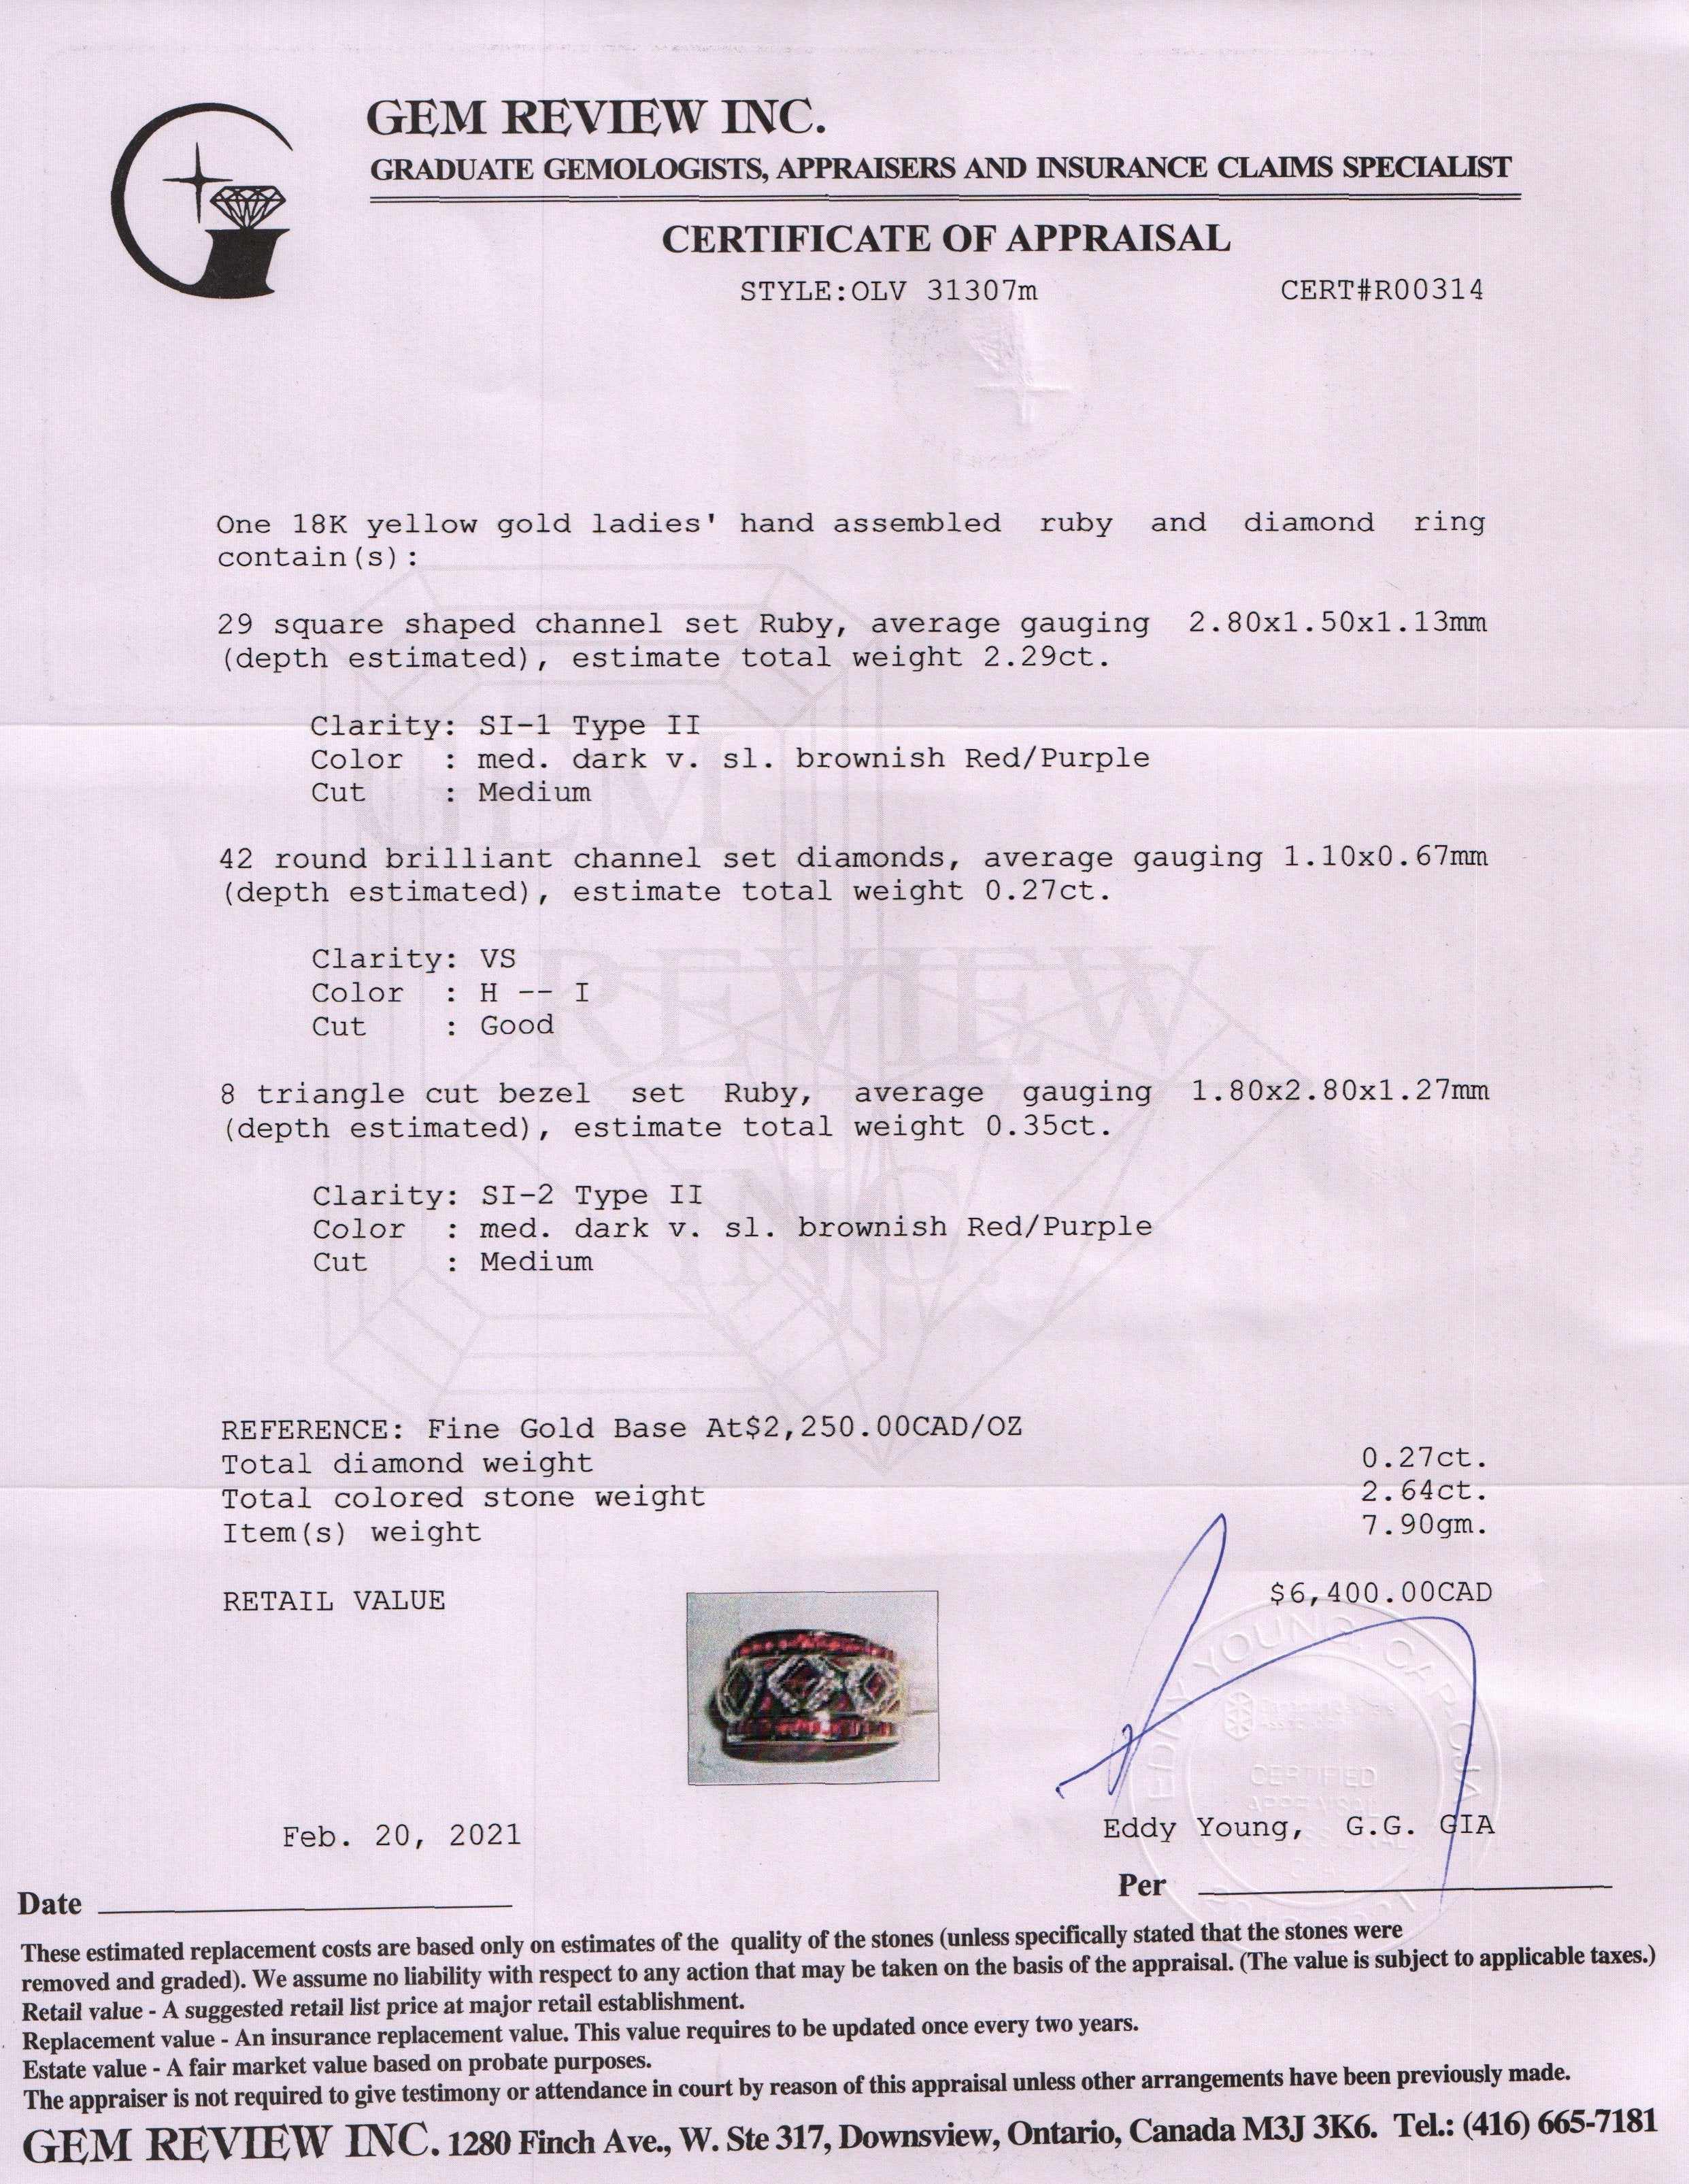 GEM REVIEW INC.
GRADUATE GEMOLOGISTS, APPRAISERS AND INSURANCE CLAIMS SPECIALIST
CERTIFICATE OF APPRAISAL
STYLE:OLV 31307m CERT#R00314
One 18K yellow gold ladies' hand assembled ruby and diamond ring
contain(s):
29 square shaped channel set Ruby, average gauging 2.80x1.50x1.13mm
(depth estimated), estimate total weight 2.29ct.
Clarity: SI-1 Type II
Color : med. dark v. sl. brownish Red/Purple
Cut : Medium
42 round brilliant channel set diamonds, average gauging 1.10x0.67mm
(depth estimated), estimate total weight 0.27ct.
Clarity: VS
Color : H -- I
Cut : Good
8 triangle cut bezel set Ruby, average gauging 1.80x2.80x1.27mm
(depth estimated), estimate total weight 0.35ct.
Clarity: SI-2 Type II
Color : med. dark v. sl. brownish Red/Purple
Cut : Medium
GEM
REVIEW
INC.
REFERENCE: Fine Gold Base At$2,250.00CAD/OZ
Total diamond weight 0.27ct.
Total colored stone weight 2.64ct.
Item(s) weight 7.90gm.
RETAIL VALUE $6,400.00CAD
EDDY YOUNG, CAP-CJA
CERTIFIED
APPRAISAL
Feb. 20, 2021 Eddy Young, G.G. GIA
Date Per
These estimated replacement costs are based only on estimates of the quality of the stones (unless specifically stated that the stones were
removed and graded). We assume no liability with respect to any action that may be taken on the basis of the appraisal. (The value is subject to applicable taxes.)
Retail value - A suggested retail list price at major retail establishment.
Replacement value - An insurance replacement value. This value requires to be updated once every two years.
Estate value - A fair market value based on probate purposes.
The appraiser is not required to give testimony or attendance in court by reason of this appraisal unless other arrangements have been previously made.
GEM REVIEW INC. 1280 Finch Ave., W. Ste 317, Downsview, Ontario, Canada M3J 3K6. Tel.: (416) 665-7181